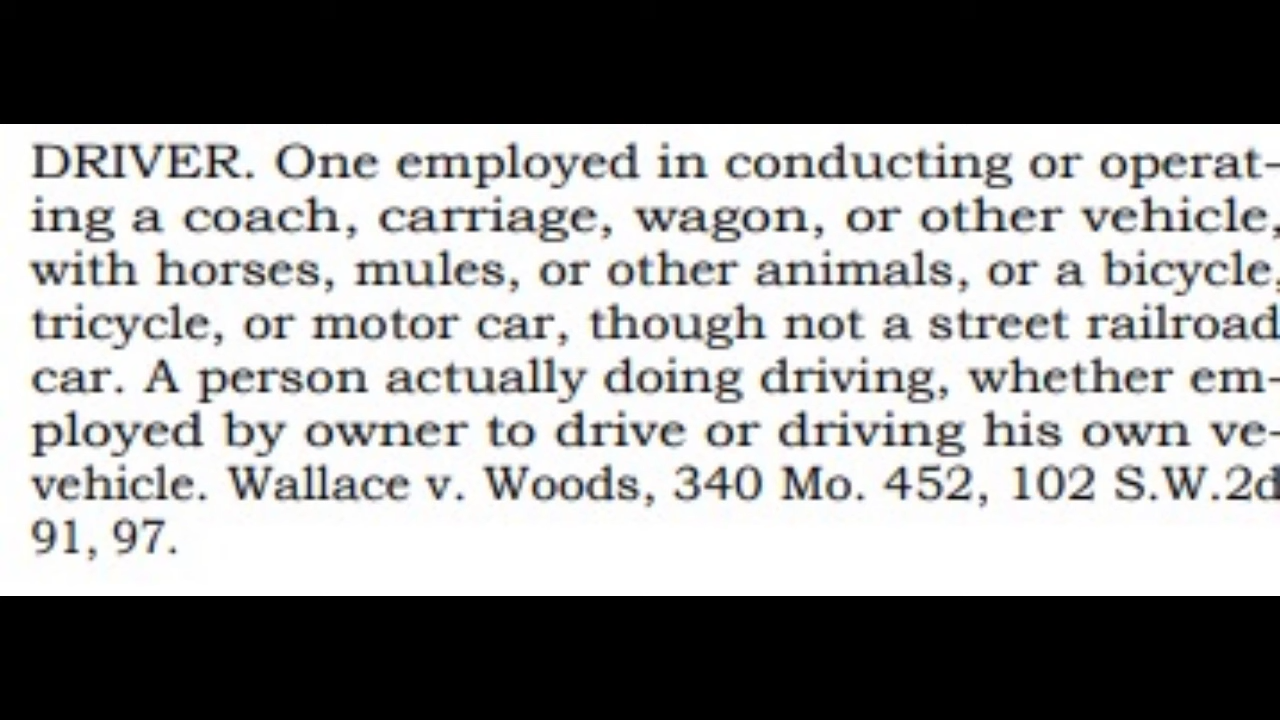 DRIVER. One employed in conducting or operat-
ing a coach, carriage, wagon, or other vehicle,
with horses, mules, or other animals, or a bicycle,
tricycle, or motor car, though not a street railroad
car. A person actually doing driving, whether em-
ployed by owner to drive or driving his own ve-
vehicle. Wallace v. Woods, 340 Mo. 452, 102 S.W.2d
91, 97.